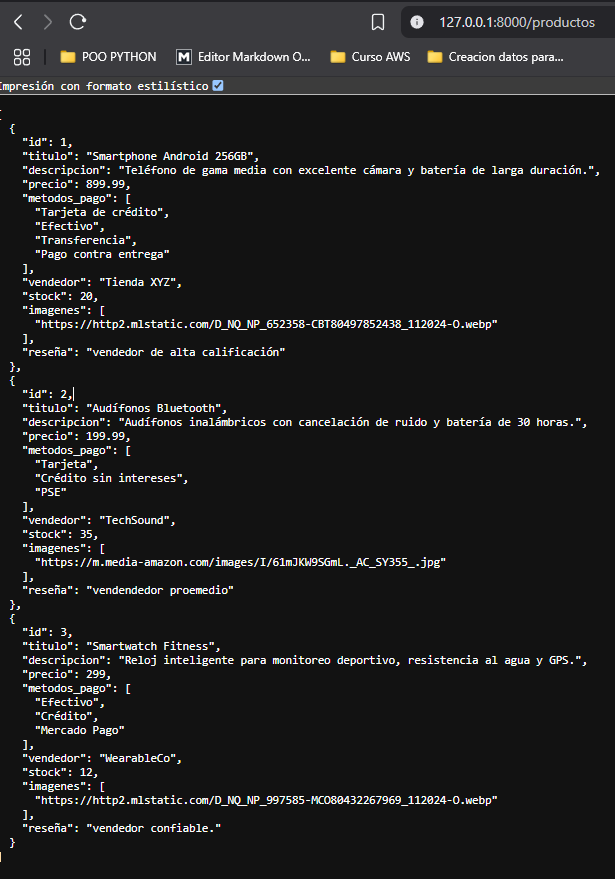 127.0.0.1:8000/productos
POO PYTHON
Editor Markdown O...
Curso AWS
Creacion datos para...
Impresión con formato estilístico
[
{
"id": 1,
"titulo": "Smartphone Android 256GB",
"descripcion": "Teléfono de gama media con excelente cámara y batería de larga duración.",
"precio": 899.99,
"metodos_pago": [
"Tarjeta de crédito",
"Efectivo",
"Transferencia",
"Pago contra entrega"
],
"vendedor": "Tienda XYZ",
"stock": 20,
"imagenes": [
"https://http2.mlstatic.com/D_NQ_NP_652358-CBT80497852438_112024-O.webp"
],
"reseña": "vendedor de alta calificación"
},
{
"id": 2,
"titulo": "Audífonos Bluetooth",
"descripcion": "Audífonos inalámbricos con cancelación de ruido y batería de 30 horas.",
"precio": 199.99,
"metodos_pago": [
"Tarjeta",
"Crédito sin intereses",
"PSE"
],
"vendedor": "TechSound",
"stock": 35,
"imagenes": [
"https://m.media-amazon.com/images/I/61mJKW9SGmL._AC_SY355_.jpg"
],
"reseña": "vendendedor proemedio"
},
{
"id": 3,
"titulo": "Smartwatch Fitness",
"descripcion": "Reloj inteligente para monitoreo deportivo, resistencia al agua y GPS.",
"precio": 299,
"metodos_pago": [
"Efectivo",
"Crédito",
"Mercado Pago"
],
"vendedor": "WearableCo",
"stock": 12,
"imagenes": [
"https://http2.mlstatic.com/D_NQ_NP_997585-MCO80432267969_112024-O.webp"
],
"reseña": "vendedor confiable."
}
]